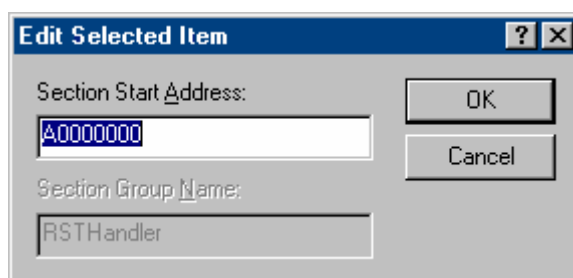 Edit Selected Item
Section Start Address:
OK
A0000000
Cancel
Section Group Name:
RSTHandler